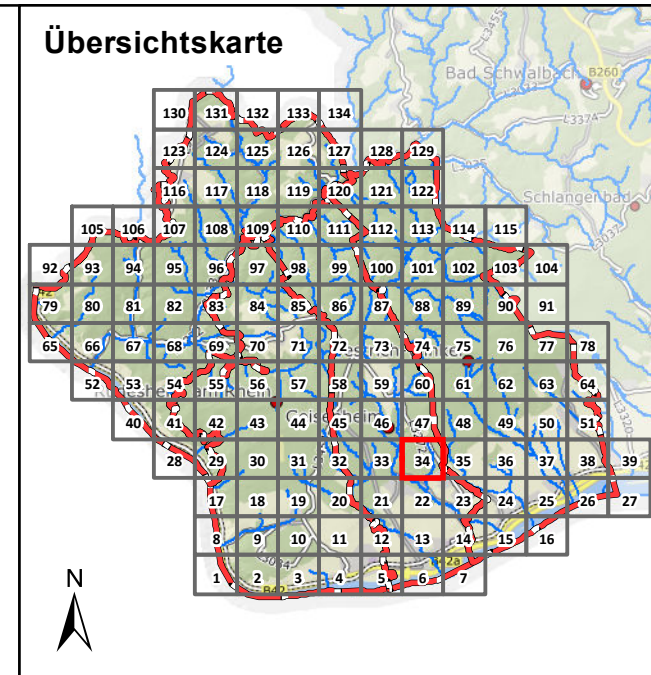 Übersichtskarte
L3455
Bad Schwalbach
B260
L3374
130 131 132 133 134
123 124 125 126 127 128 129
L3035
116 117 118 119 120 121 122
Schlangenbad
L3037
105 106 107 108 109 110 111 112 113 114 115
92 93 94 95 96 97 98 99 100 101 102 103 104
79 80 81 82 83 84 85 86 87 88 89 90 91
65 66 67 68 69 70 71 72 73 74 75 76 77 78
52 53 54 55 56 57 58 59 60 61 62 63 64
Geisenheim
L3320
40 41 42 43 44 45 46 47 48 49 50 51
28 29 30 31 32 33 34 35 36 37 38 39
17 18 19 20 21 22 23 24 25 26 27
8 9 10 11 12 13 14 15 16
L3034
B42a
1 2 3 4 5 6 7
B42
N